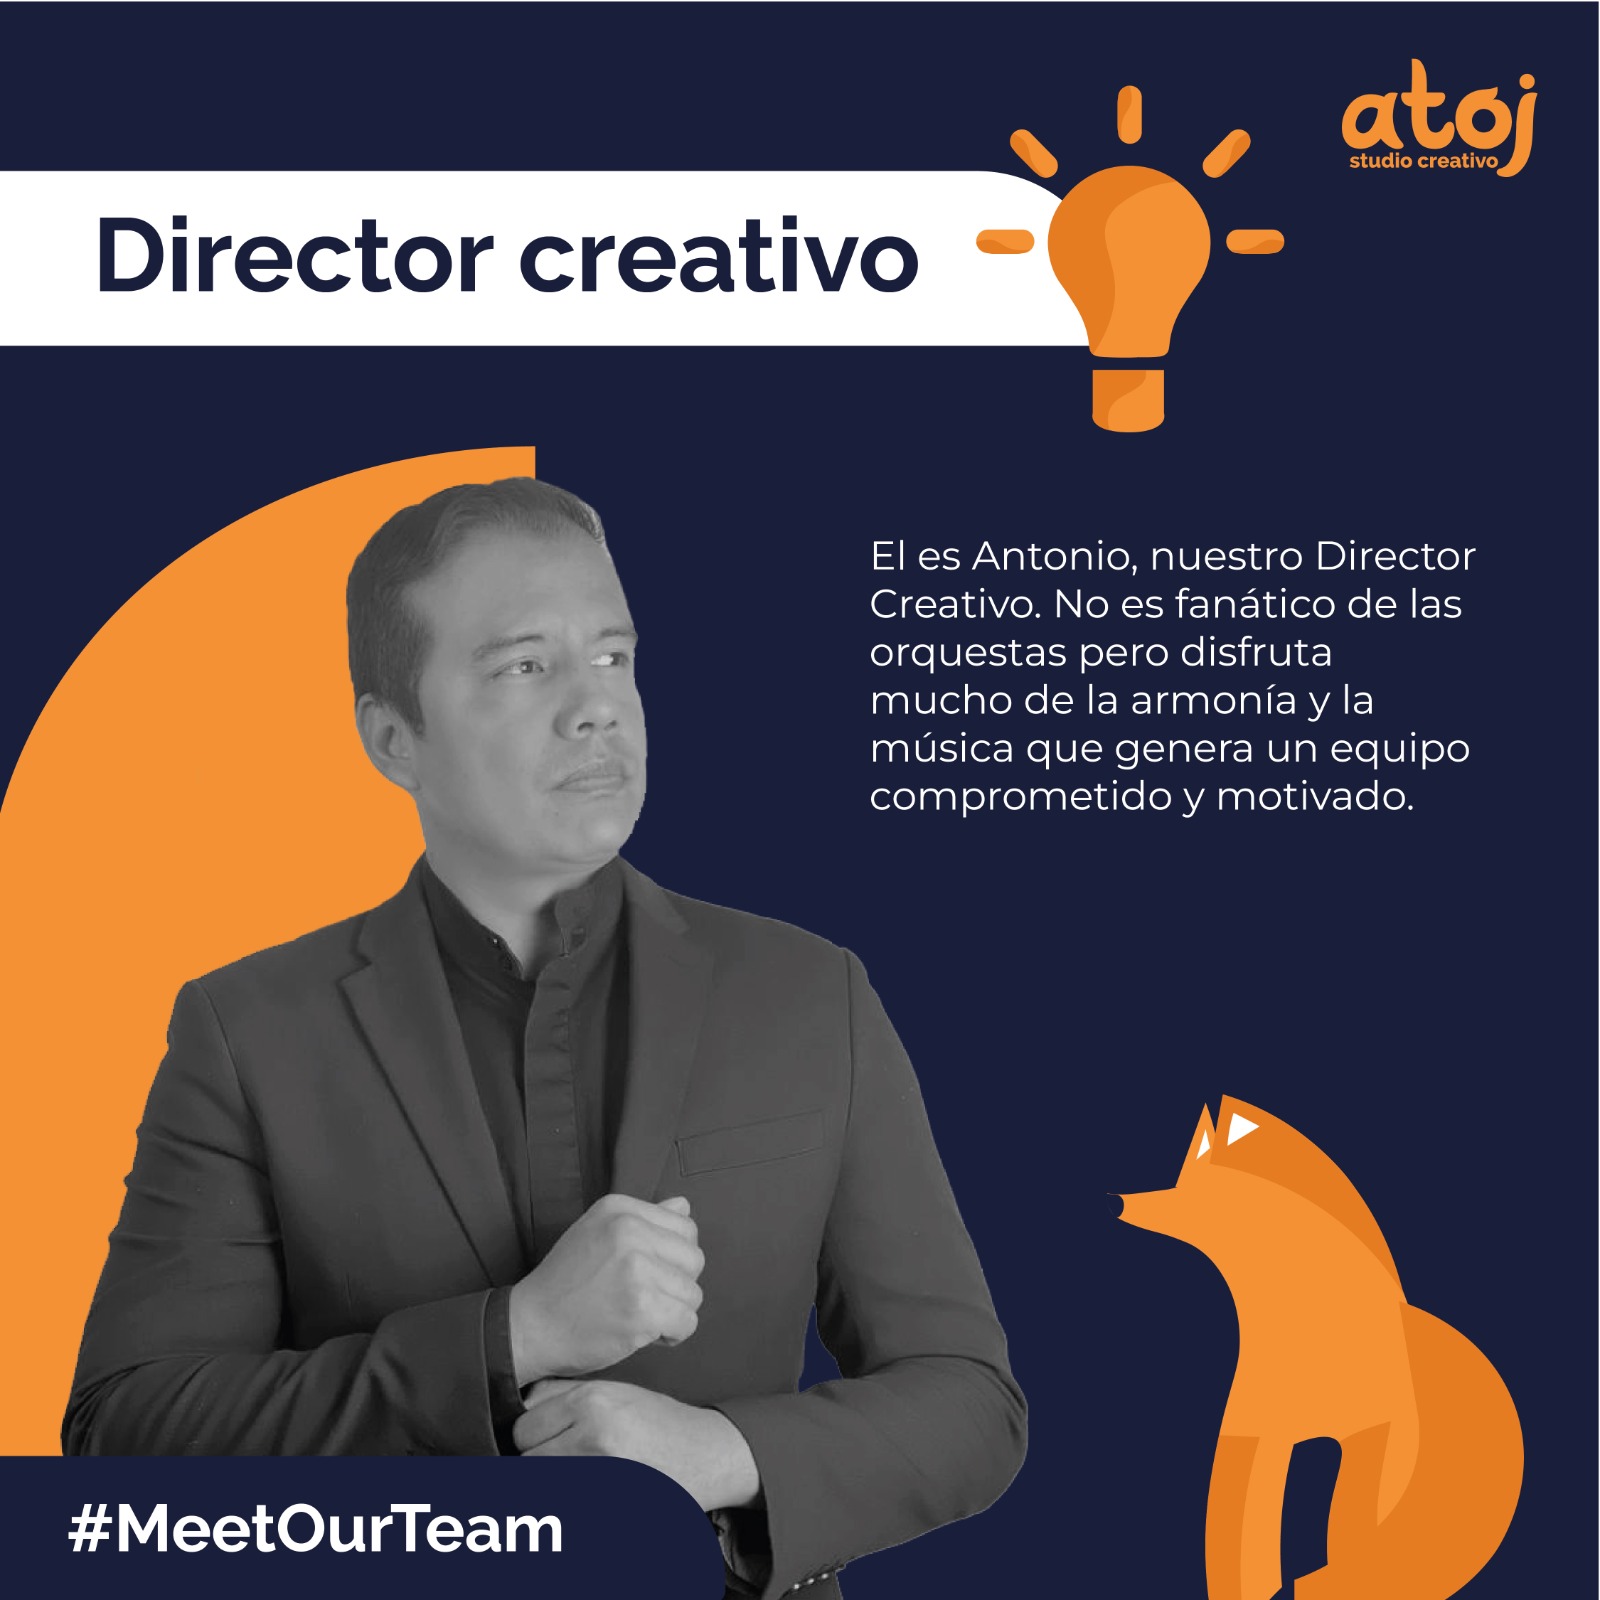 atoj
studio creativo
Director creativo
El es Antonio, nuestro Director
Creativo. No es fanático de las
orquestas pero disfruta
mucho de la armonía y la
música que genera un equipo
comprometido y motivado.
#MeetOurTeam